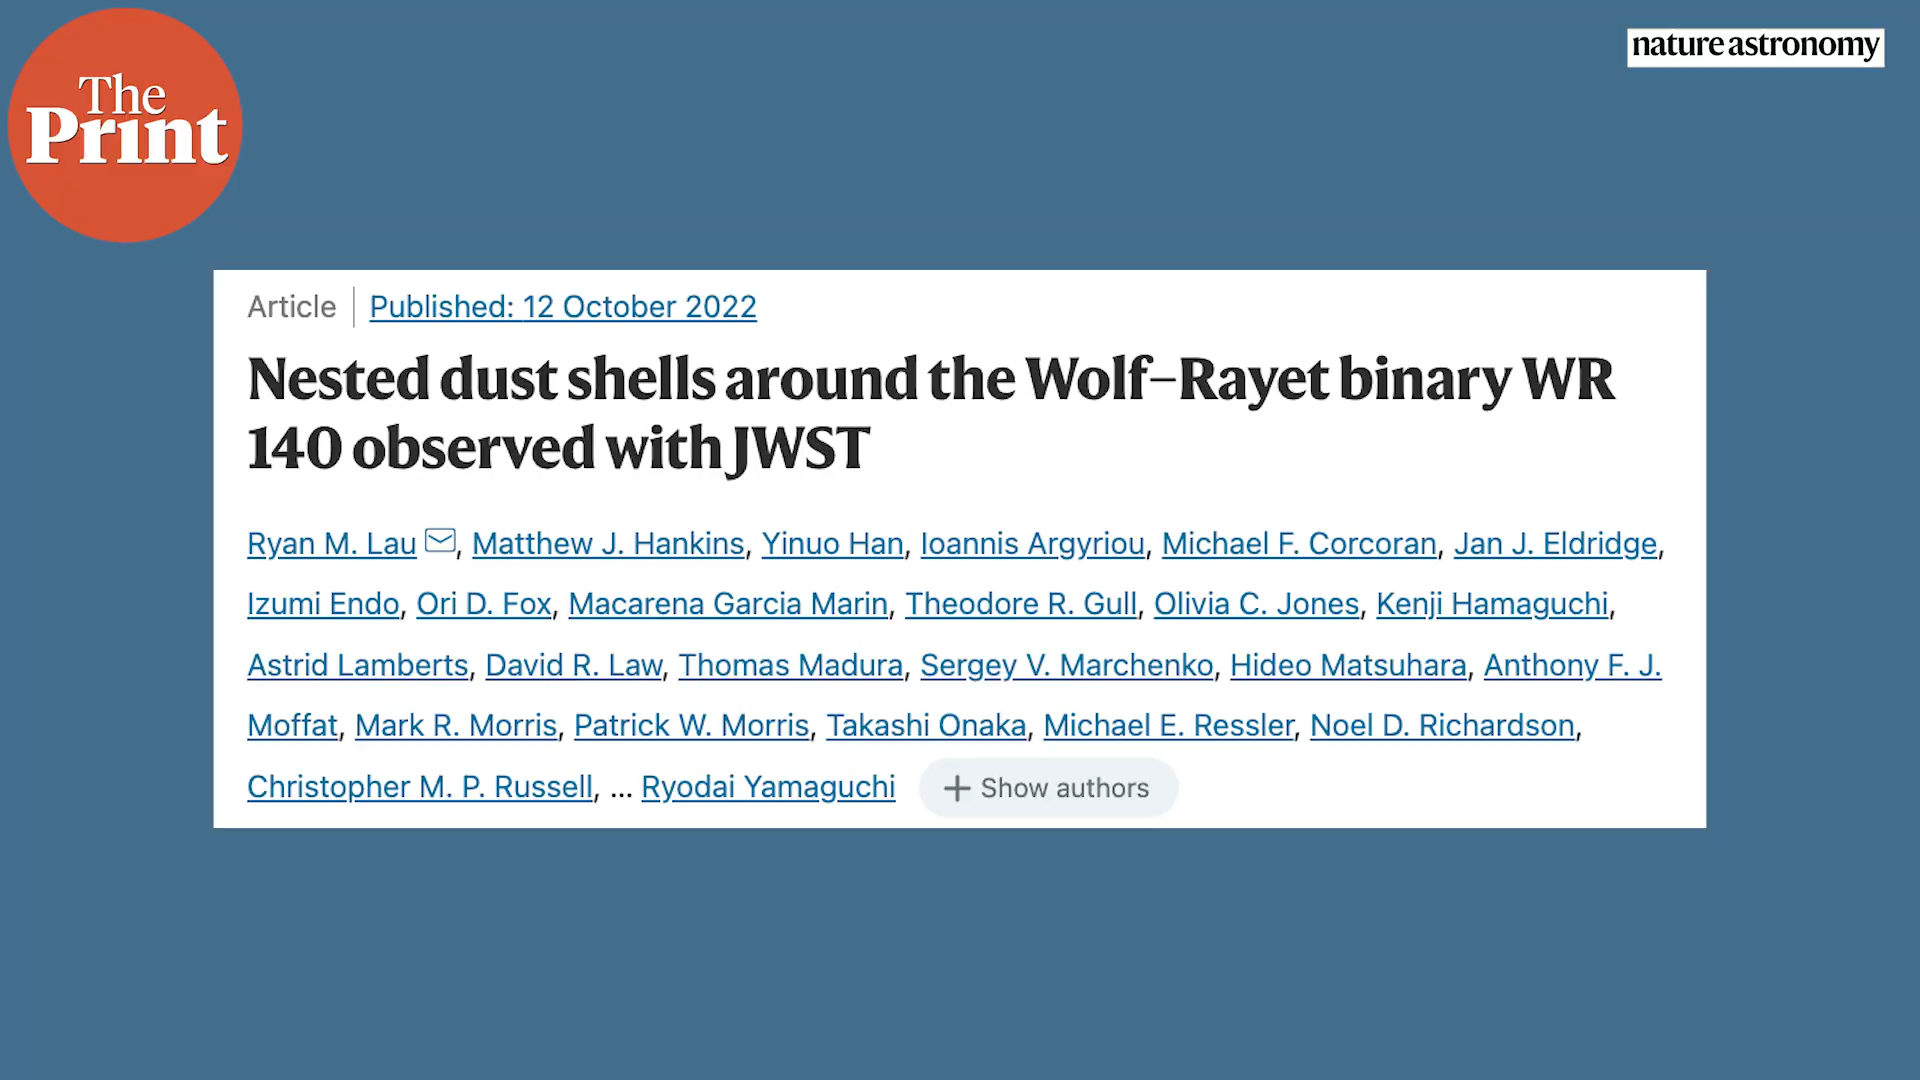 The
Print
nature astronomy
Article | Published: 12 October 2022
Nested dust shells around the Wolf–Rayet binary WR
140 observed with JWST
Ryan M. Lau, Matthew J. Hankins, Yinuo Han, Ioannis Argyriou, Michael F. Corcoran, Jan J. Eldridge,
Izumi Endo, Ori D. Fox, Macarena Garcia Marin, Theodore R. Gull, Olivia C. Jones, Kenji Hamaguchi,
Astrid Lamberts, David R. Law, Thomas Madura, Sergey V. Marchenko, Hideo Matsuhara, Anthony F. J.
Moffat, Mark R. Morris, Patrick W. Morris, Takashi Onaka, Michael E. Ressler, Noel D. Richardson,
Christopher M. P. Russell, ... Ryodai Yamaguchi + Show authors